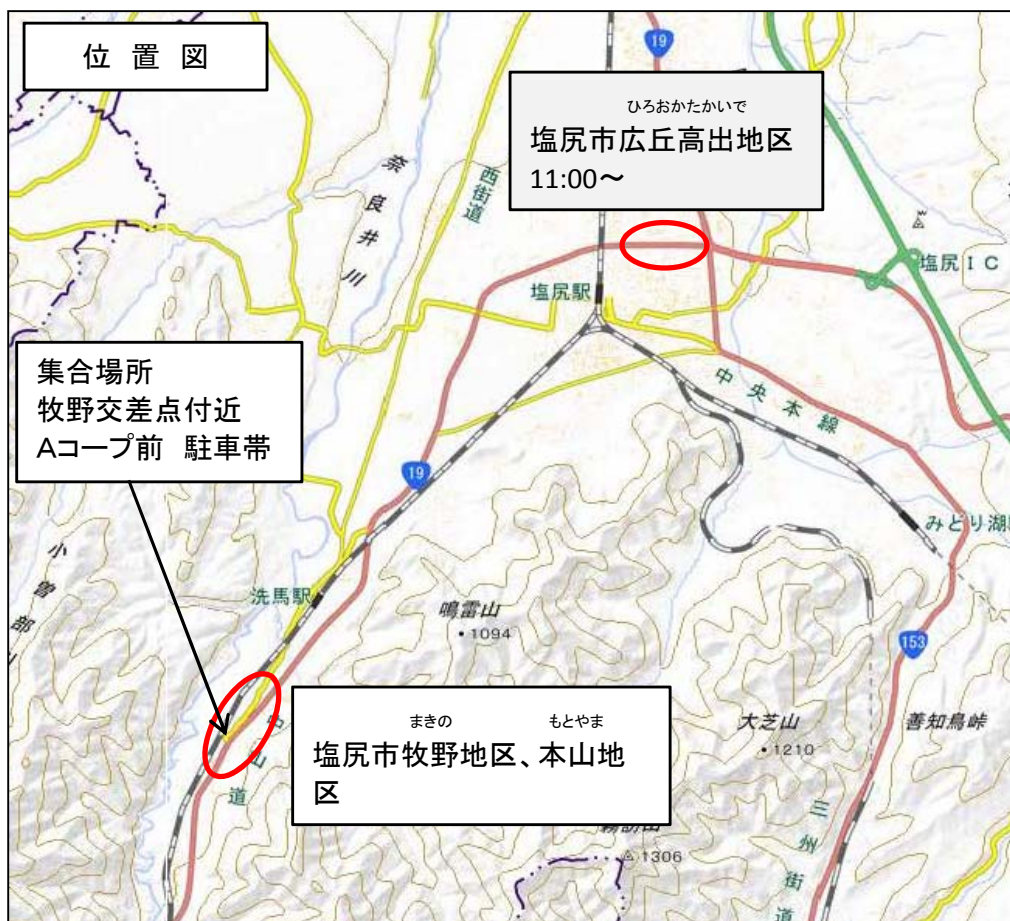 位 置 図
19
ひろおかたかいで
塩尻市広丘高出地区
11:00～
奈良井川
西街道
塩尻IC
塩尻駅
集合場所
牧野交差点付近
Aコープ前 駐車帯
中央本線
19
みどり湖
小曽部
洗馬駅
鳴雷山
・1094
153
まきの もとやま
塩尻市牧野地区、本山地
区
大芝山
・1210
善知鳥峠
山道
1306
三州街道